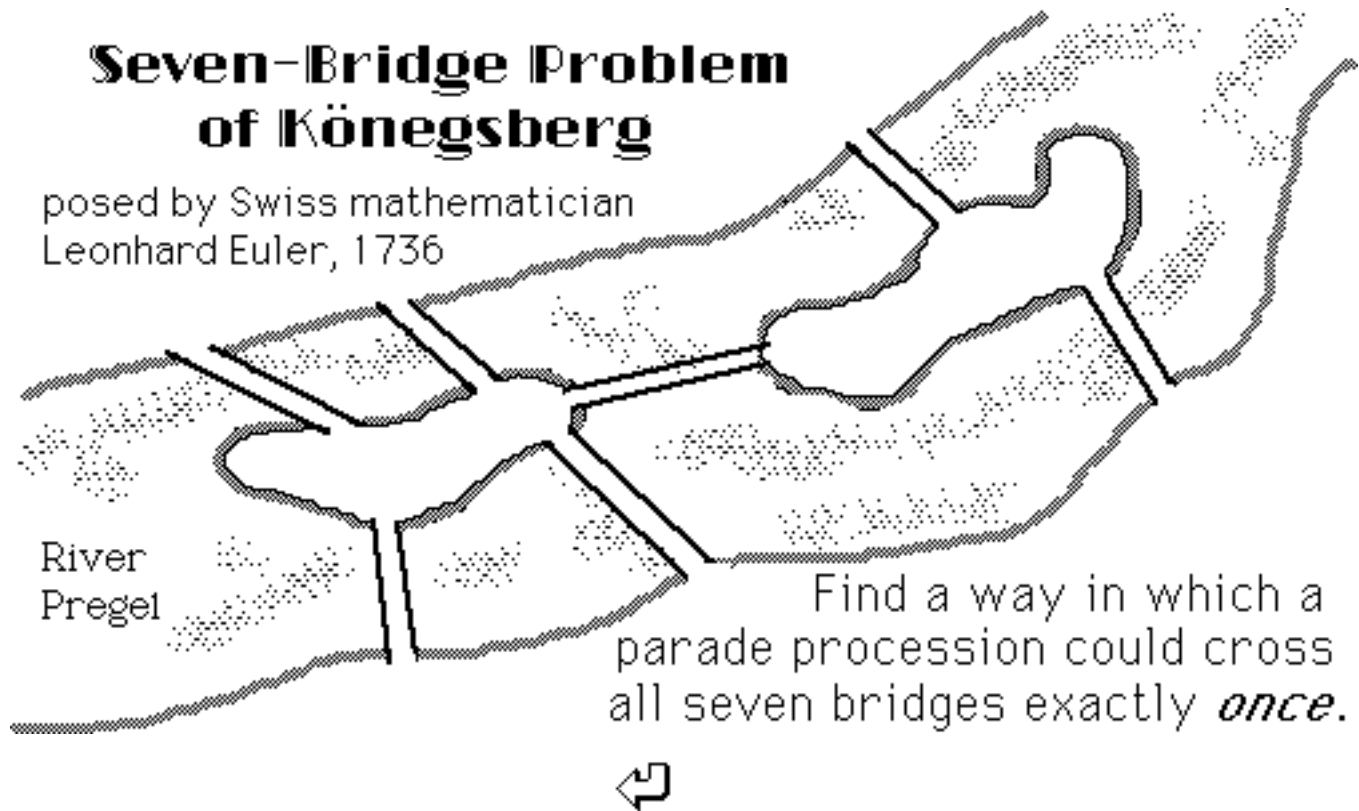 Seven-Bridge Problem
of Könegsberg
posed by Swiss mathematician
Leonhard Euler, 1736
River
Pregel
Find a way in which a
parade procession could cross
all seven bridges exactly once.